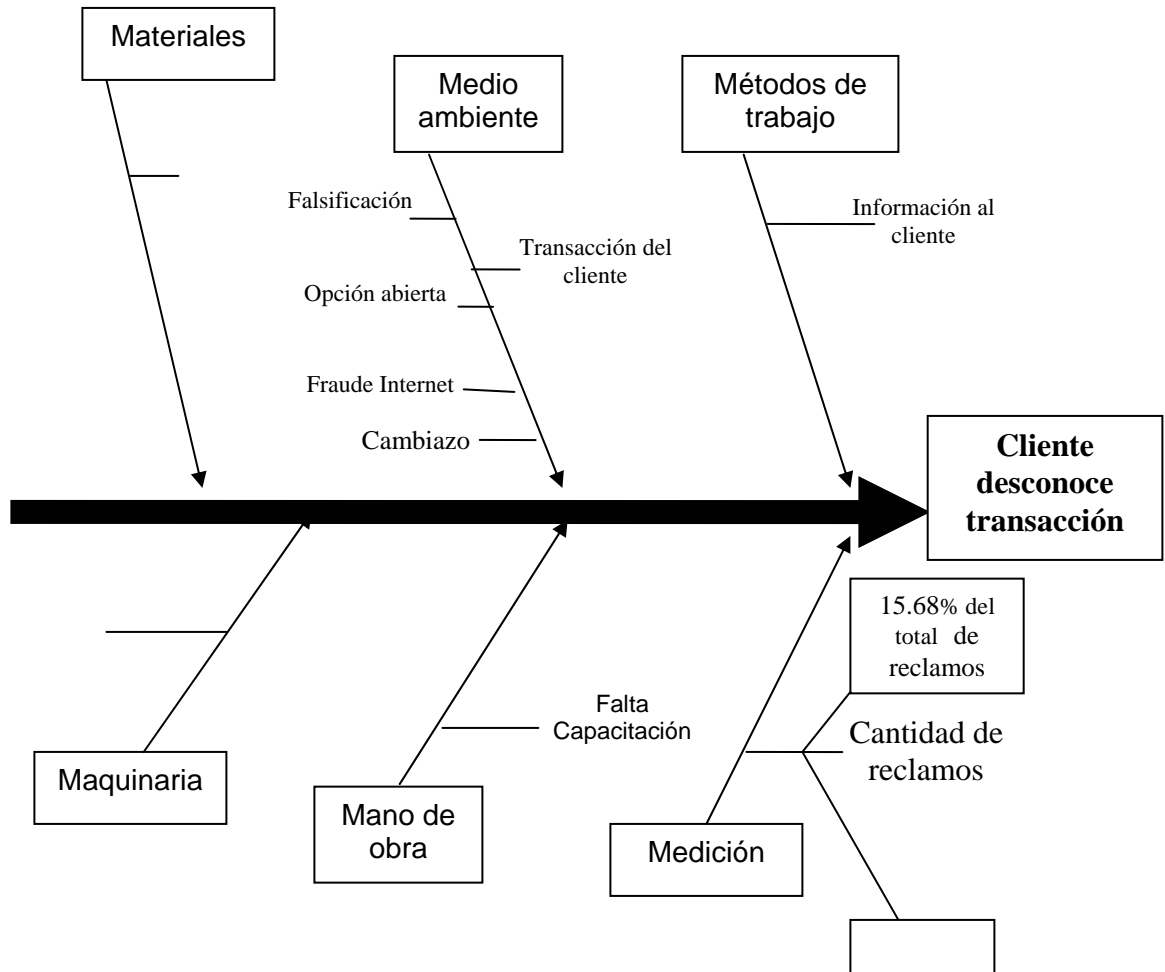 Materiales
Medio
ambiente
Métodos de
trabajo
Falsificación
Información al
cliente
Transacción del
cliente
Opción abierta
Fraude Internet
Cambiazo
Cliente
desconoce
transacción
15.68% del
total de
reclamos
Falta
Capacitación
Cantidad de
reclamos
Maquinaria
Mano de
obra
Medición